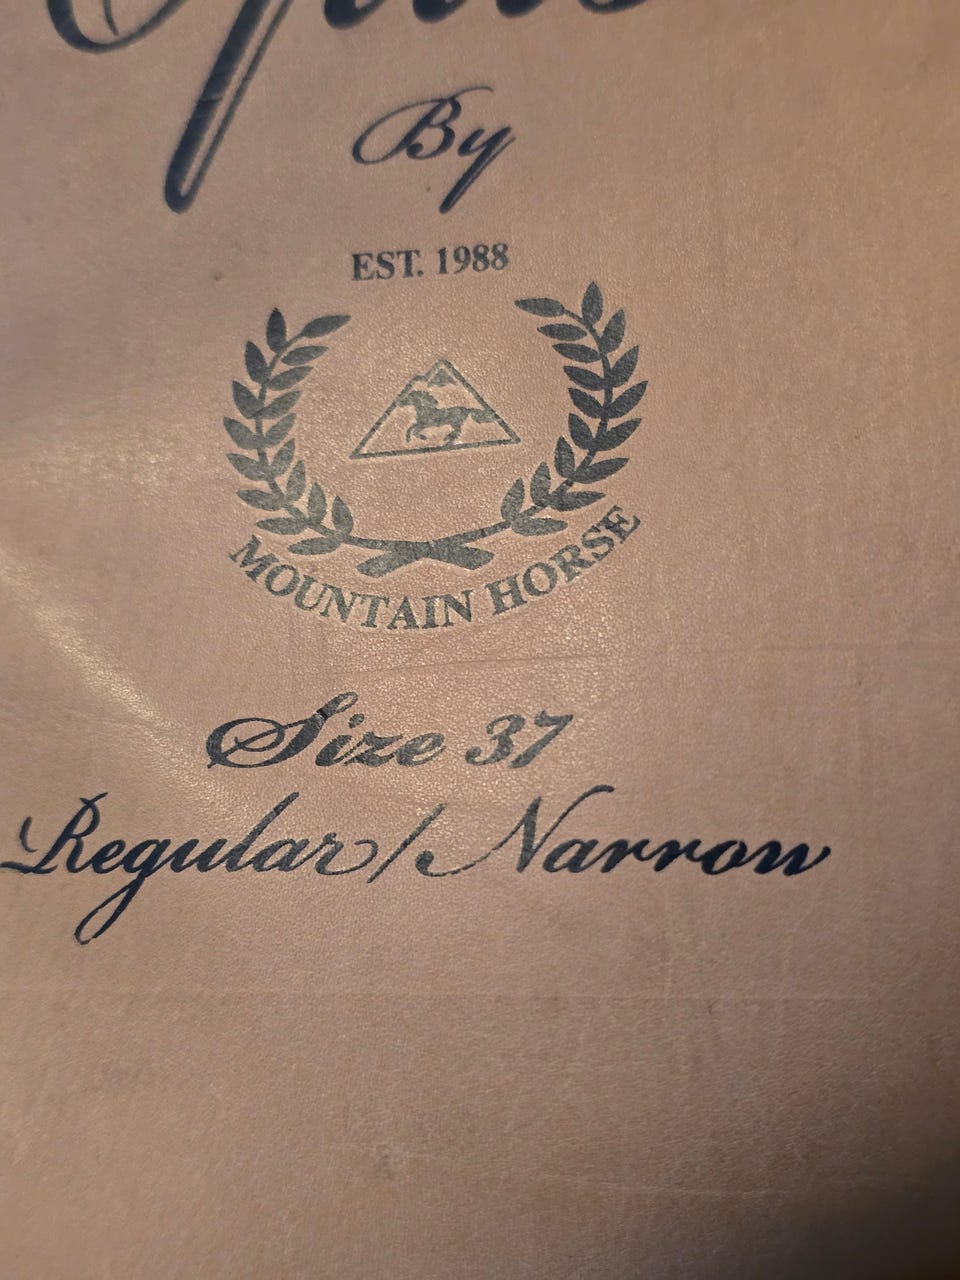 By
EST. 1988
MOUNTAIN HORSE
Size 37
Regular/Narrow